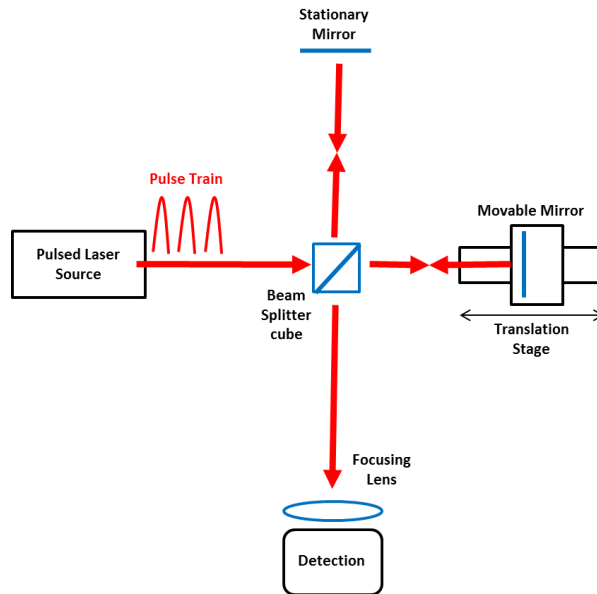 Stationary
Mirror
Pulse Train
Movable Mirror
Pulsed Laser
Source
Beam
Splitter
cube
Translation
Stage
Focusing
Lens
Detection